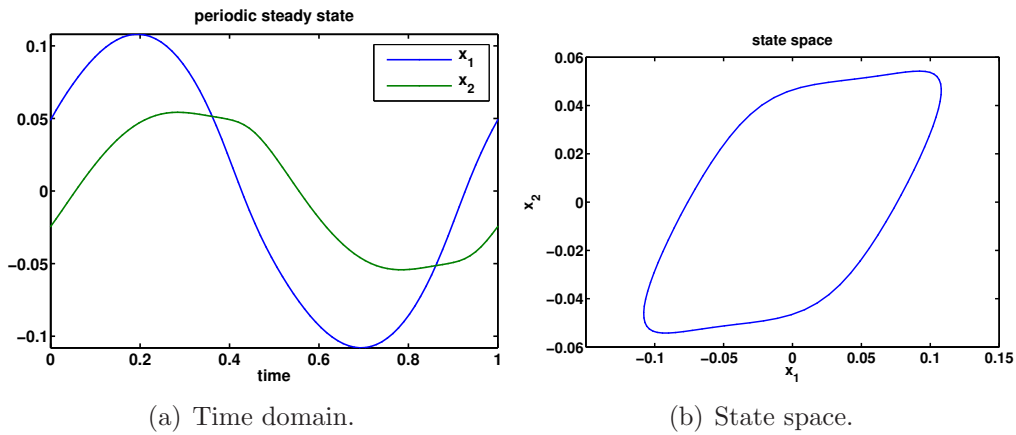 periodic steady state
0.1
0.05
0
−0.05
−0.1
0 0.2 0.4 0.6 0.8 1
time
x1
x2
(a) Time domain.
state space
0.06
0.04
0.02
0
−0.02
−0.04
−0.06
−0.1 −0.05 0 0.05 0.1 0.15
x1
x2
(b) State space.